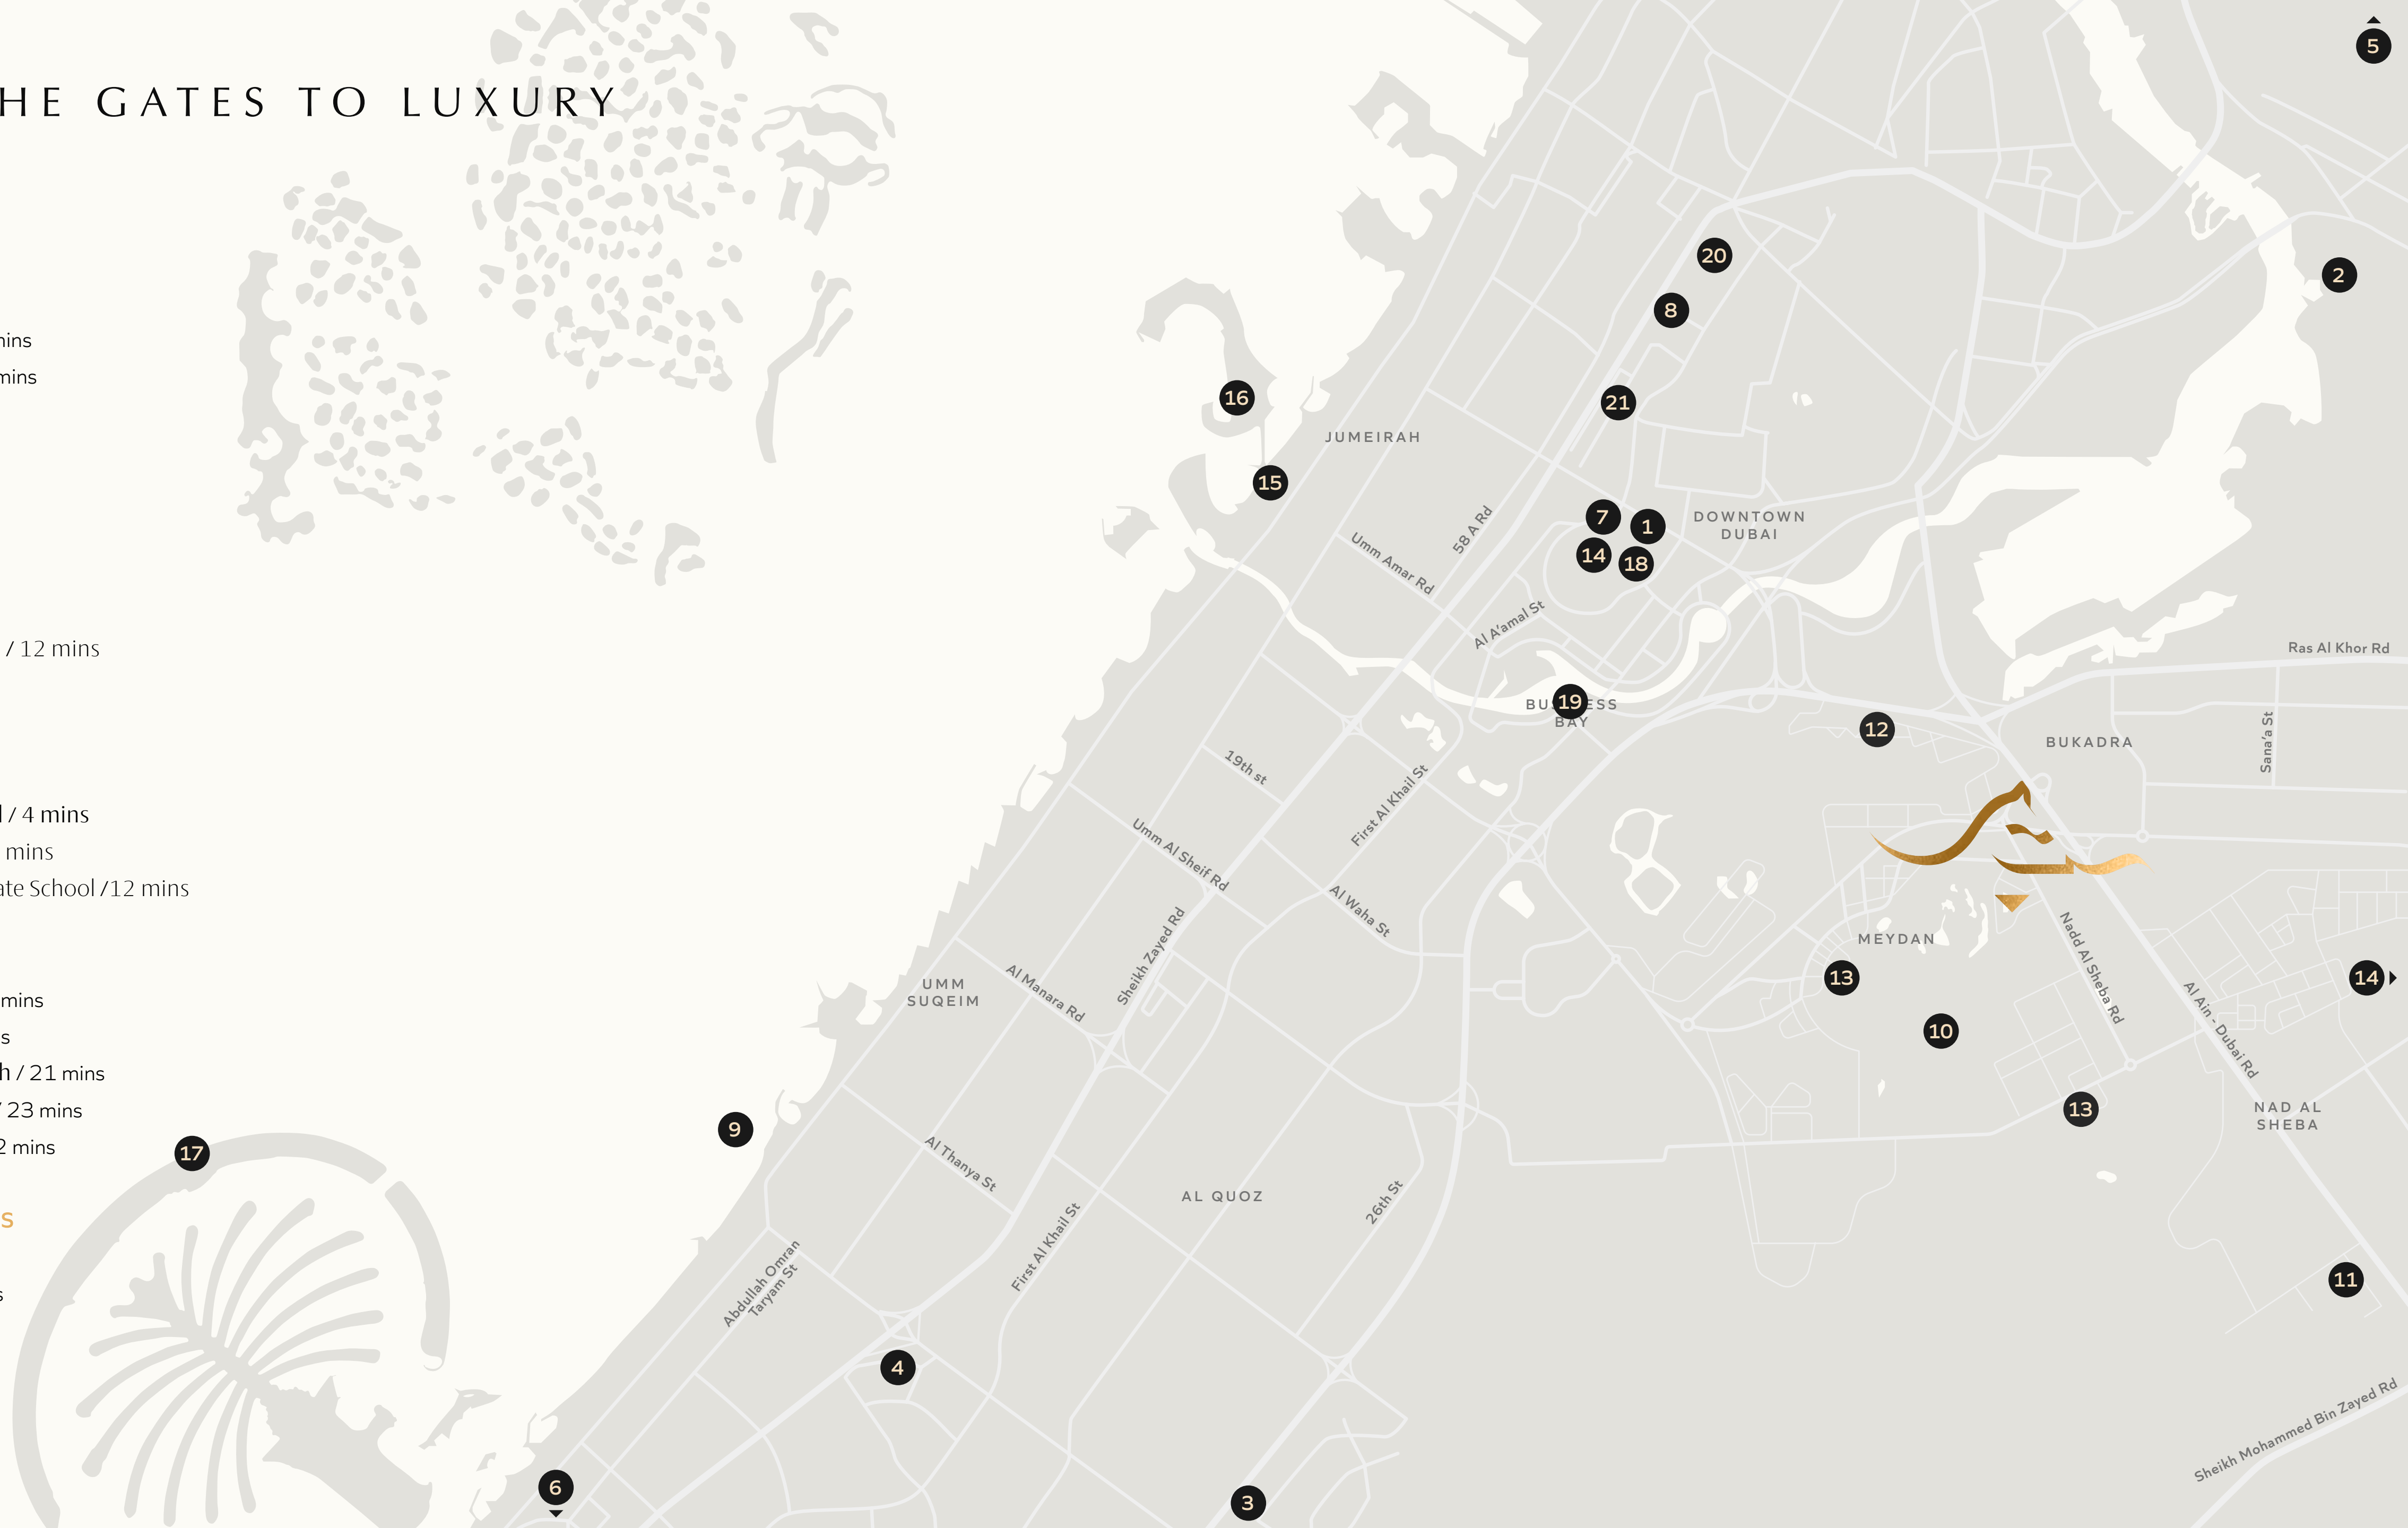 HE GATES TO LUXURY
mins
mins
/ 12 mins
/ 4 mins
mins
ate School /12 mins
mins
s
h / 21 mins
/ 23 mins
2 mins
S
s
5
2
20
8
21
16
15
JUMEIRAH
7
1
14
18
DOWNTOWN
DUBAI
58 A Rd
Umm Amar Rd
Al A'amal St
Ras Al Khor Rd
19
BUSINESS
BAY
12
BUKADRA
Sana'a St
19th st
First Al Khail St
Umm Al Sheif Rd
Al Waha St
Sheikh Zayed Rd
Al Manara Rd
UMM
SUQEIM
MEYDAN
Nadd Al Sheba Rd
Al Ain - Dubai Rd
13
14
10
13
NAD AL
SHEBA
9
17
Al Thanya St
AL QUOZ
26th St
First Al Khail St
Abdullah Omran
Taryam St
11
4
Sheikh Mohammed Bin Zayed Rd
6
3